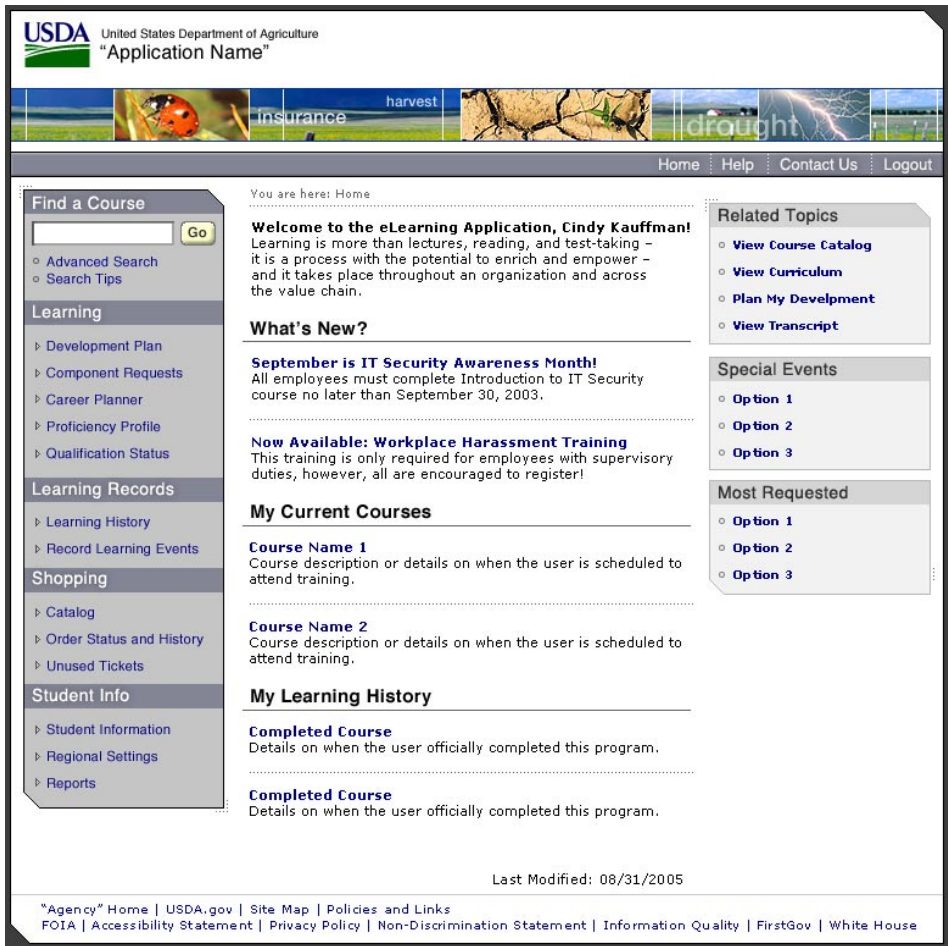 USDA
United States Department of Agriculture
“Application Name”
insurance
harvest
drought
Home Help Contact Us Logout
Find a Course
Go
Advanced Search
Search Tips
Learning
Development Plan
Component Requests
Career Planner
Proficiency Profile
Qualification Status
Learning Records
Learning History
Record Learning Events
Shopping
Catalog
Order Status and History
Unused Tickets
Student Info
Student Information
Regional Settings
Reports
You are here: Home
Welcome to the eLearning Application, Cindy Kauffman!
Learning is more than lectures, reading, and test-taking –
it is a process with the potential to enrich and empower –
and it takes place throughout an organization and across
the value chain.
What's New?
September is IT Security Awareness Month!
All employees must complete Introduction to IT Security
course no later than September 30, 2003.
Now Available: Workplace Harassment Training
This training is only required for employees with supervisory
duties, however, all are encouraged to register!
My Current Courses
Course Name 1
Course description or details on when the user is scheduled to
attend training.
Course Name 2
Course description or details on when the user is scheduled to
attend training.
My Learning History
Completed Course
Details on when the user officially completed this program.
Completed Course
Details on when the user officially completed this program.
Related Topics
View Course Catalog
View Curriculum
Plan My Develpment
View Transcript
Special Events
Option 1
Option 2
Option 3
Most Requested
Option 1
Option 2
Option 3
Last Modified: 08/31/2005
“Agency” Home | USDA.gov | Site Map | Policies and Links
FOIA | Accessibility Statement | Privacy Policy | Non-Discrimination Statement | Information Quality | FirstGov | White House